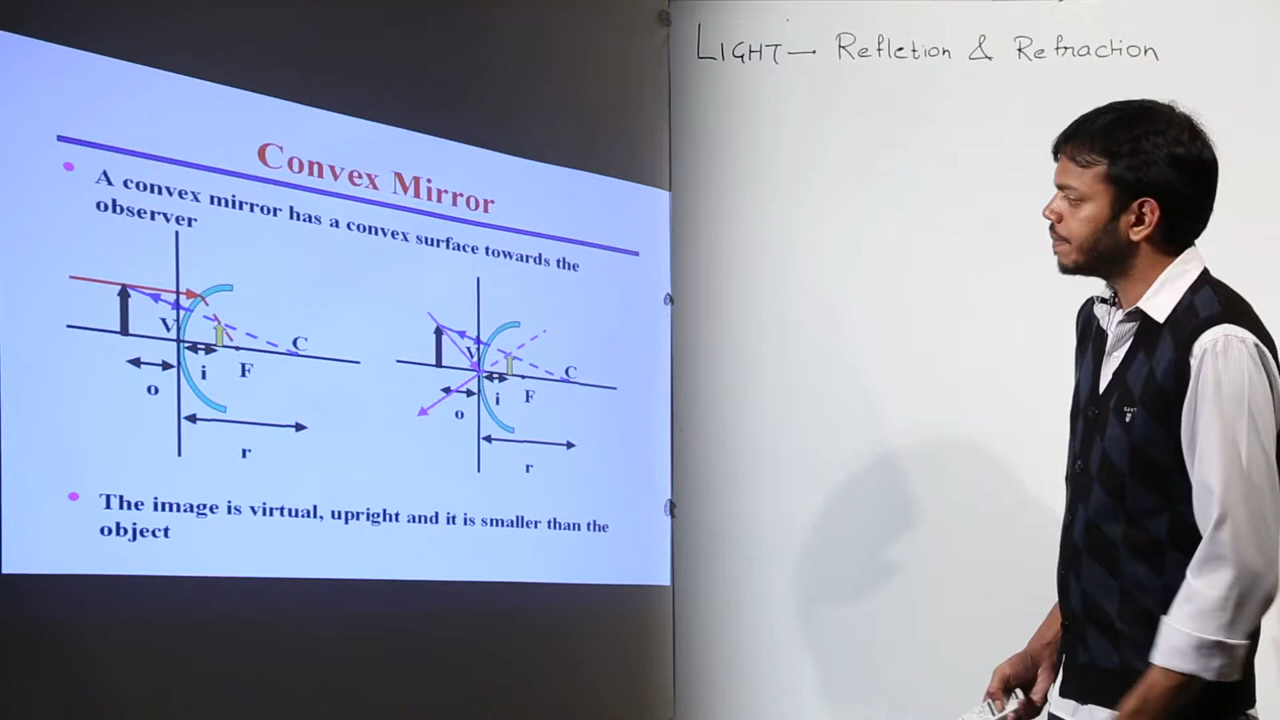 LIGHT— Refletion & Refraction
Convex Mirror
A convex mirror has a convex surface towards the
observer
V
C
i
F
o
r
V
C
i
F
o
r
The image is virtual, upright and it is smaller than the
object